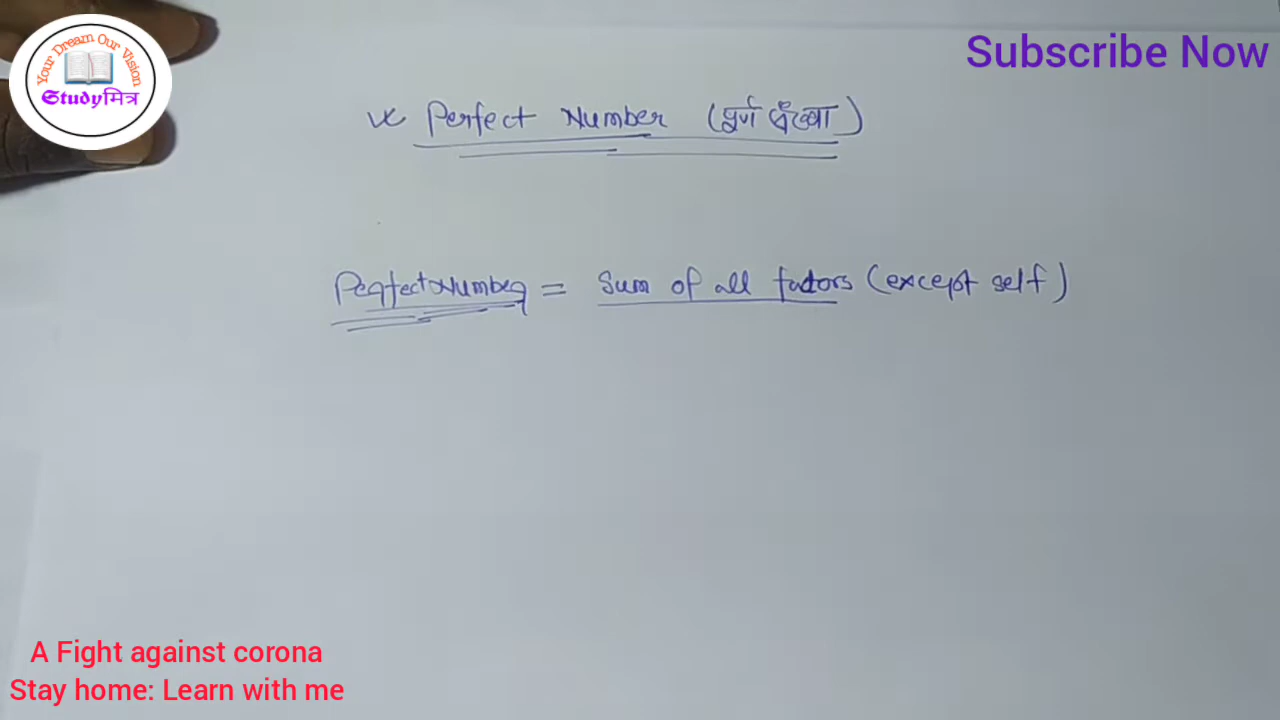 Your Dream Our Vision
Studyमित्र
Subscribe Now
* Perfect Number (पूर्ण संख्या)
Perfect Number = Sum of all factors (except self)
A Fight against corona
Stay home: Learn with me